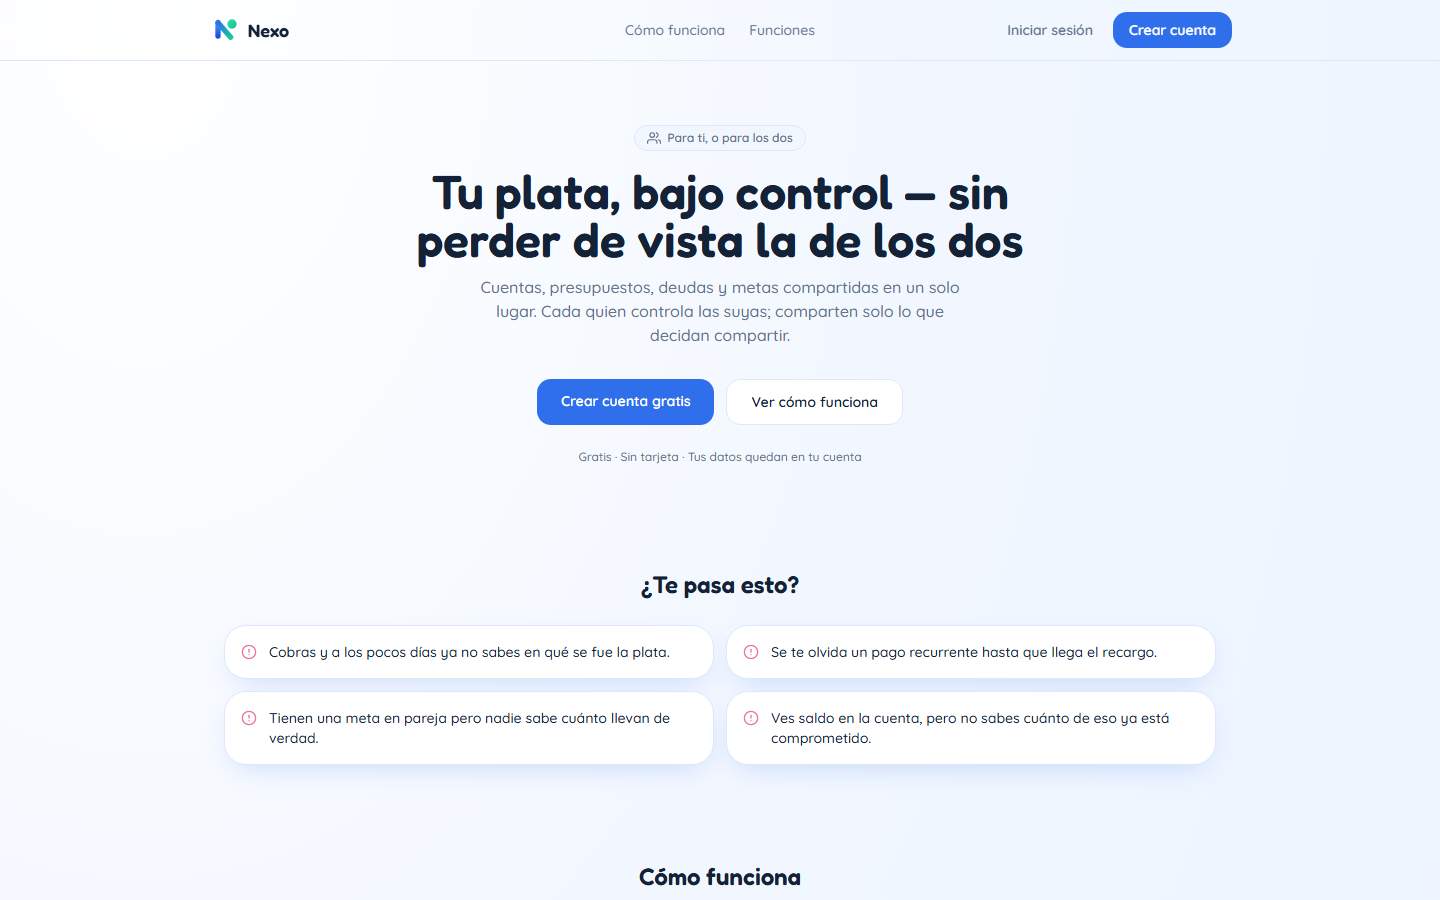 Nexo
Cómo funciona
Funciones
Iniciar sesión
Crear cuenta
Para ti, o para los dos
Tu plata, bajo control — sin
perder de vista la de los dos
Cuentas, presupuestos, deudas y metas compartidas en un solo
lugar. Cada quien controla las suyas; comparten solo lo que
decidan compartir.
Crear cuenta gratis
Ver cómo funciona
Gratis · Sin tarjeta · Tus datos quedan en tu cuenta
¿Te pasa esto?
Cobras y a los pocos días ya no sabes en qué se fue la plata.
Se te olvida un pago recurrente hasta que llega el recargo.
Tienen una meta en pareja pero nadie sabe cuánto llevan de
verdad.
Ves saldo en la cuenta, pero no sabes cuánto de eso ya está
comprometido.
Cómo funciona